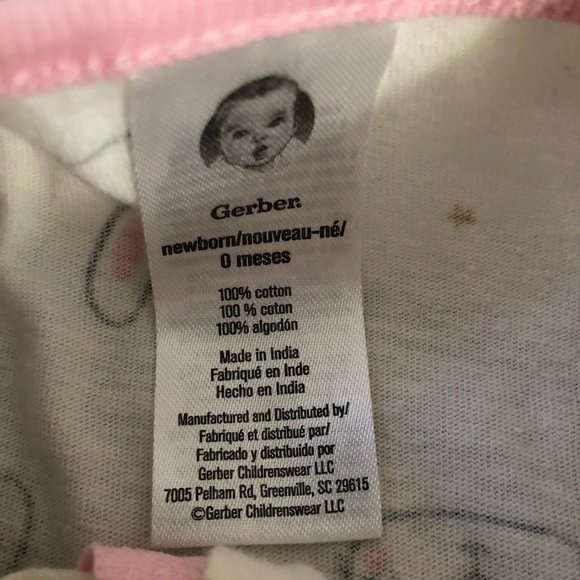 Gerber.
newborn/nouveau-né/
0 meses
100% cotton
100 % coton
100% algodón
Made in India
Fabriqué en Inde
Hecho en India
Manufactured and Distributed by/
Fabriqué et distribué par/
Fabricado y distribuido por
Gerber Childrenswear LLC
7005 Pelham Rd, Greenville, SC 29615
©Gerber Childrenswear LLC